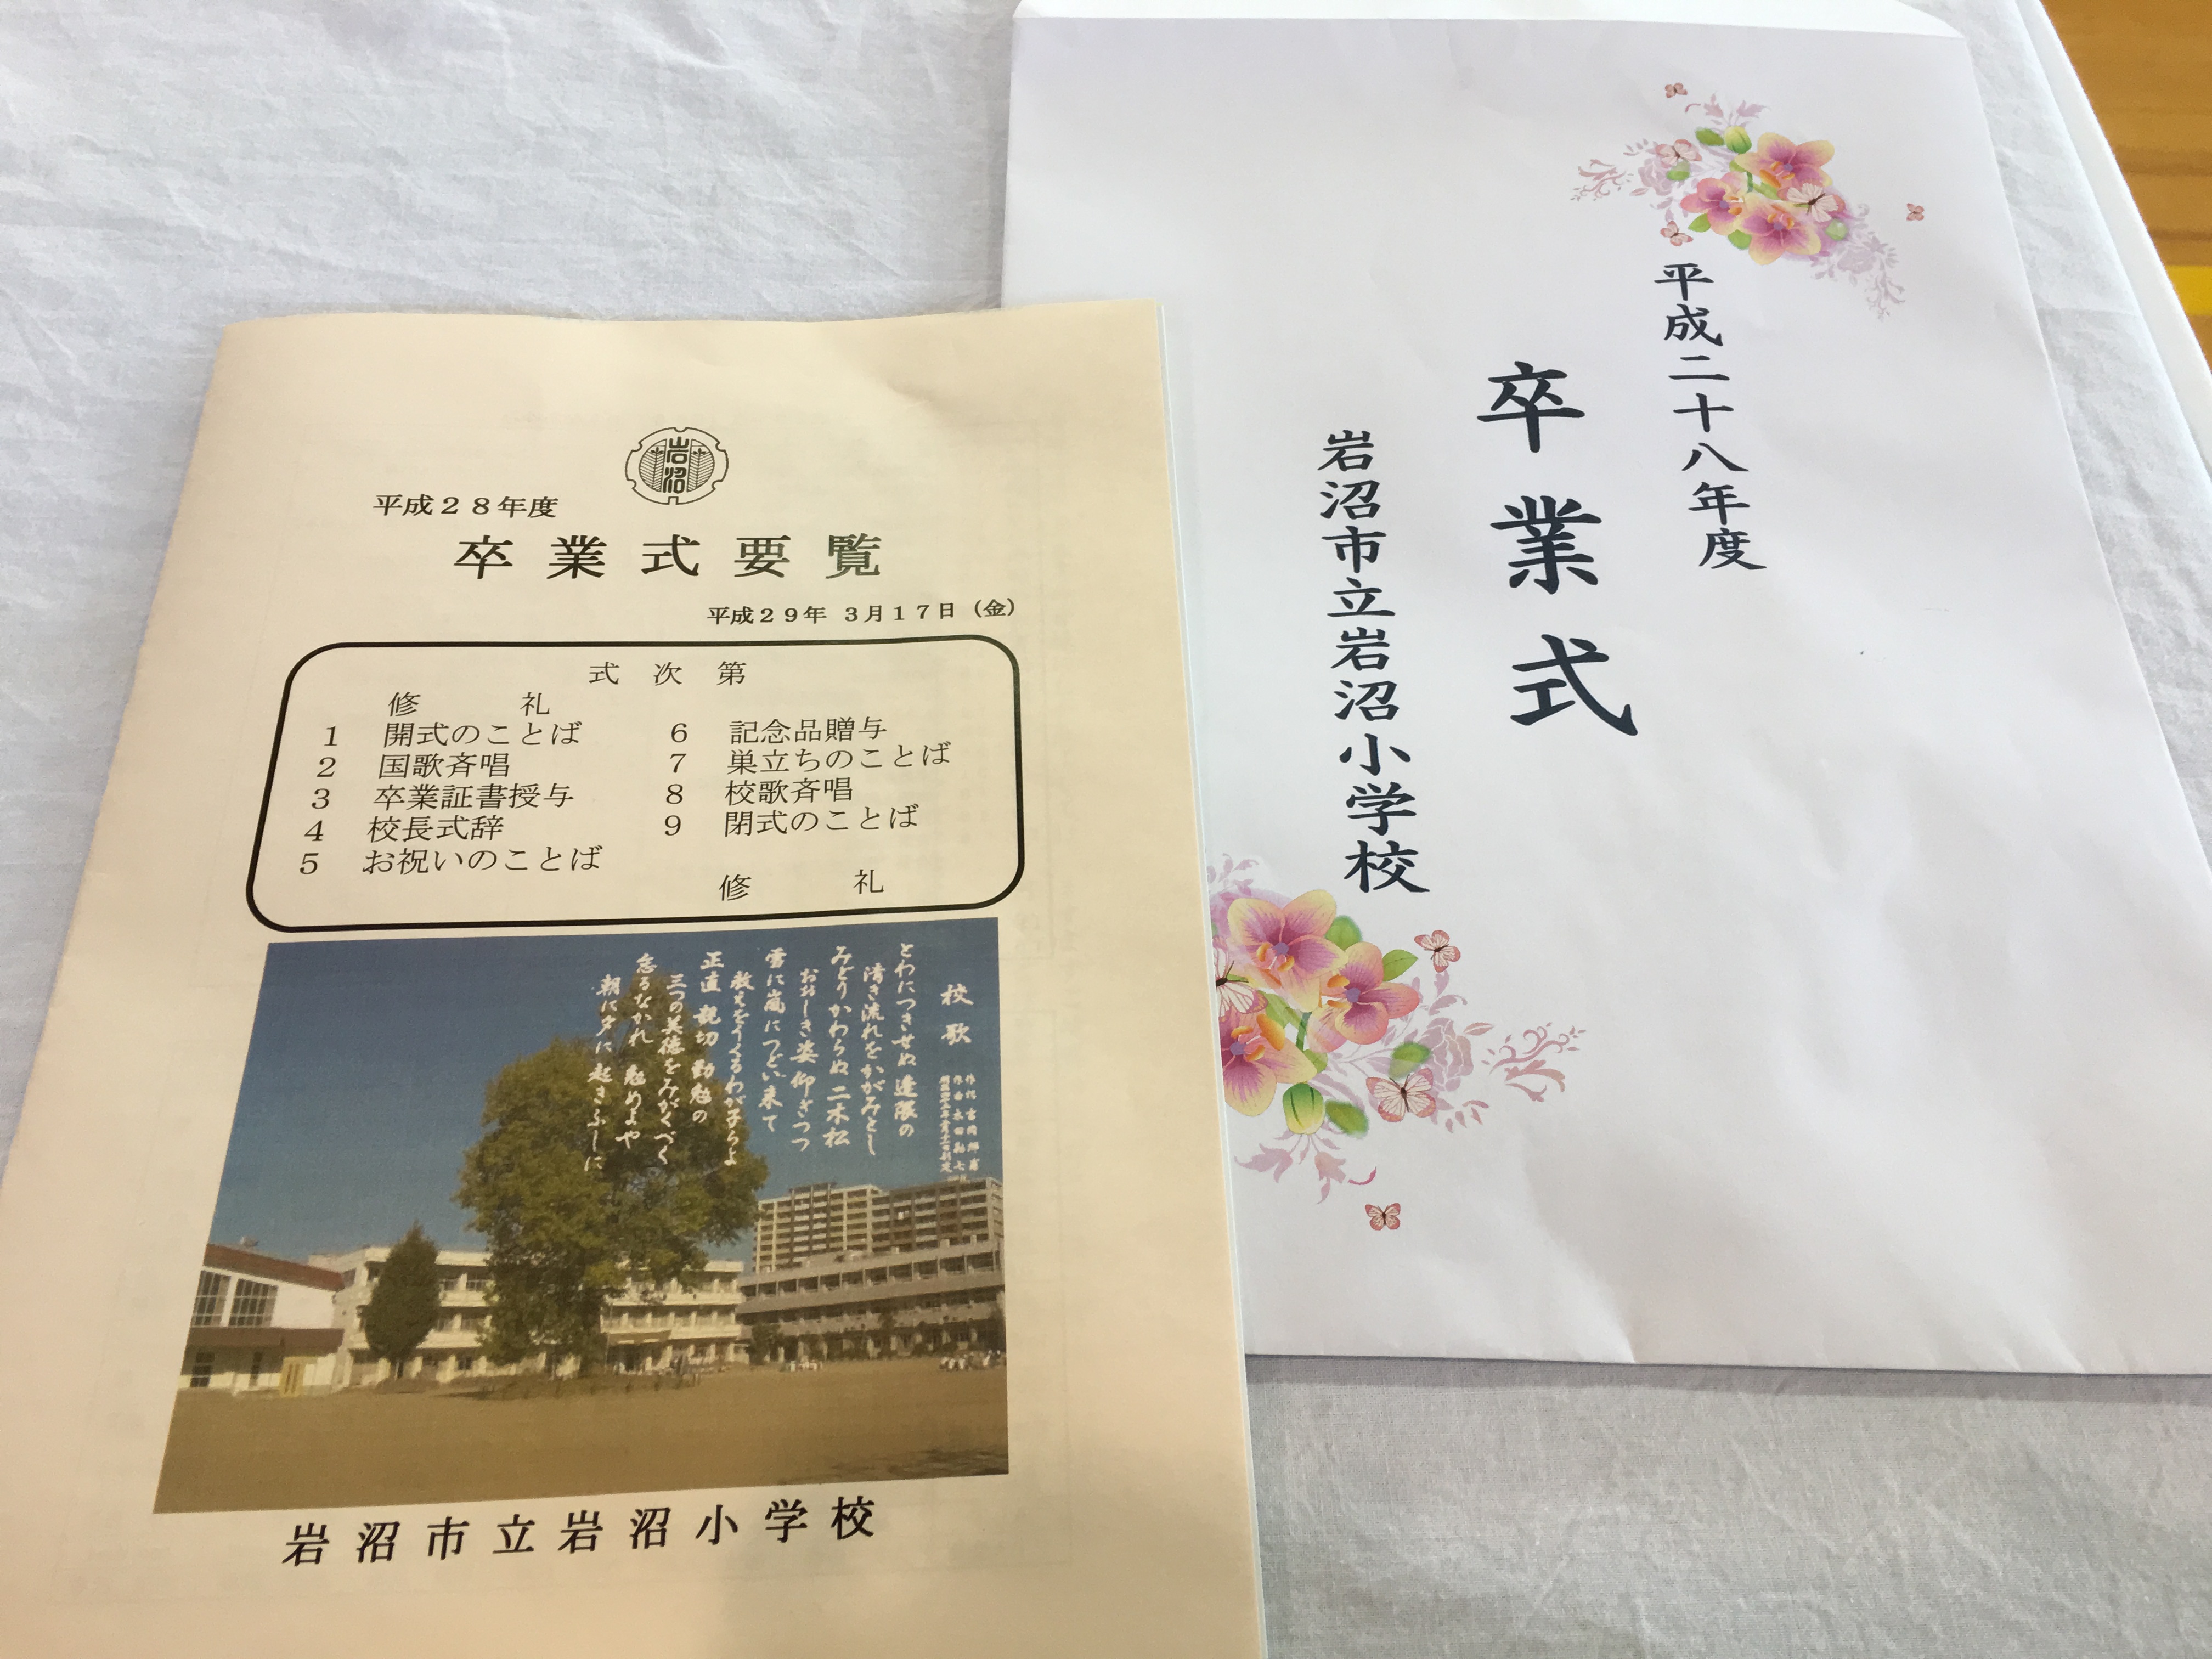 岩沼
平成２８年度
卒業式要覧
平成２９年 ３月１７日（金）
式次第
修礼
1 開式のことば
2 国歌斉唱
3 卒業証書授与
4 校長式辞
5 お祝いのことば
6 記念品贈与
7 巣立ちのことば
8 校歌斉唱
9 閉式のことば
修礼
校歌
とわにつきせぬ逢隈の
清き流れをかがみとし
みどりかわらぬ二木松
おおしき姿仰ぎつつ
雪に嵐につどい来て
教えをうくるわが子らよ
正直 親切 勤勉の
三つの美徳をみがくべく
怠るなかれ 勉めよや
朝に夕に起きふしに
岩沼市立岩沼小学校
平成二十八年度
卒業式
岩沼市立岩沼小学校